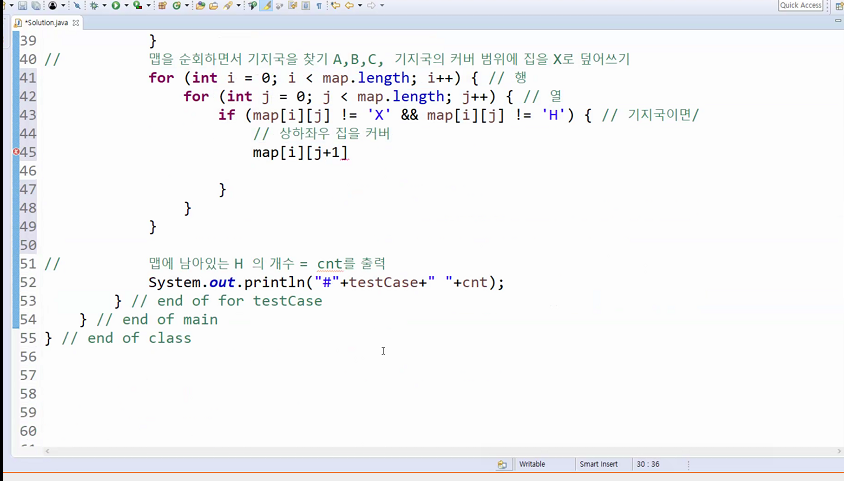 Quick Access
*Solution.java
39 }
40 // 맵을 순회하면서 기지국을 찾기 A,B,C, 기지국의 커버 범위에 집을 X로 덮어쓰기
41 for (int i = 0; i < map.length; i++) { // 행
42 for (int j = 0; j < map.length; j++) { // 열
43 if (map[i][j] != 'X' && map[i][j] != 'H') { // 기지국이면/
44 // 상하좌우 집을 커버
45 map[i][j+1]
46
47 }
48 }
49 }
50
51 // 맵에 남아있는 H 의 개수 = cnt를 출력
52 System.out.println("#"+testCase+" "+cnt);
53 } // end of for testCase
54 } // end of main
55 } // end of class
56
57
58
59
60
Writable Smart Insert 30 : 36